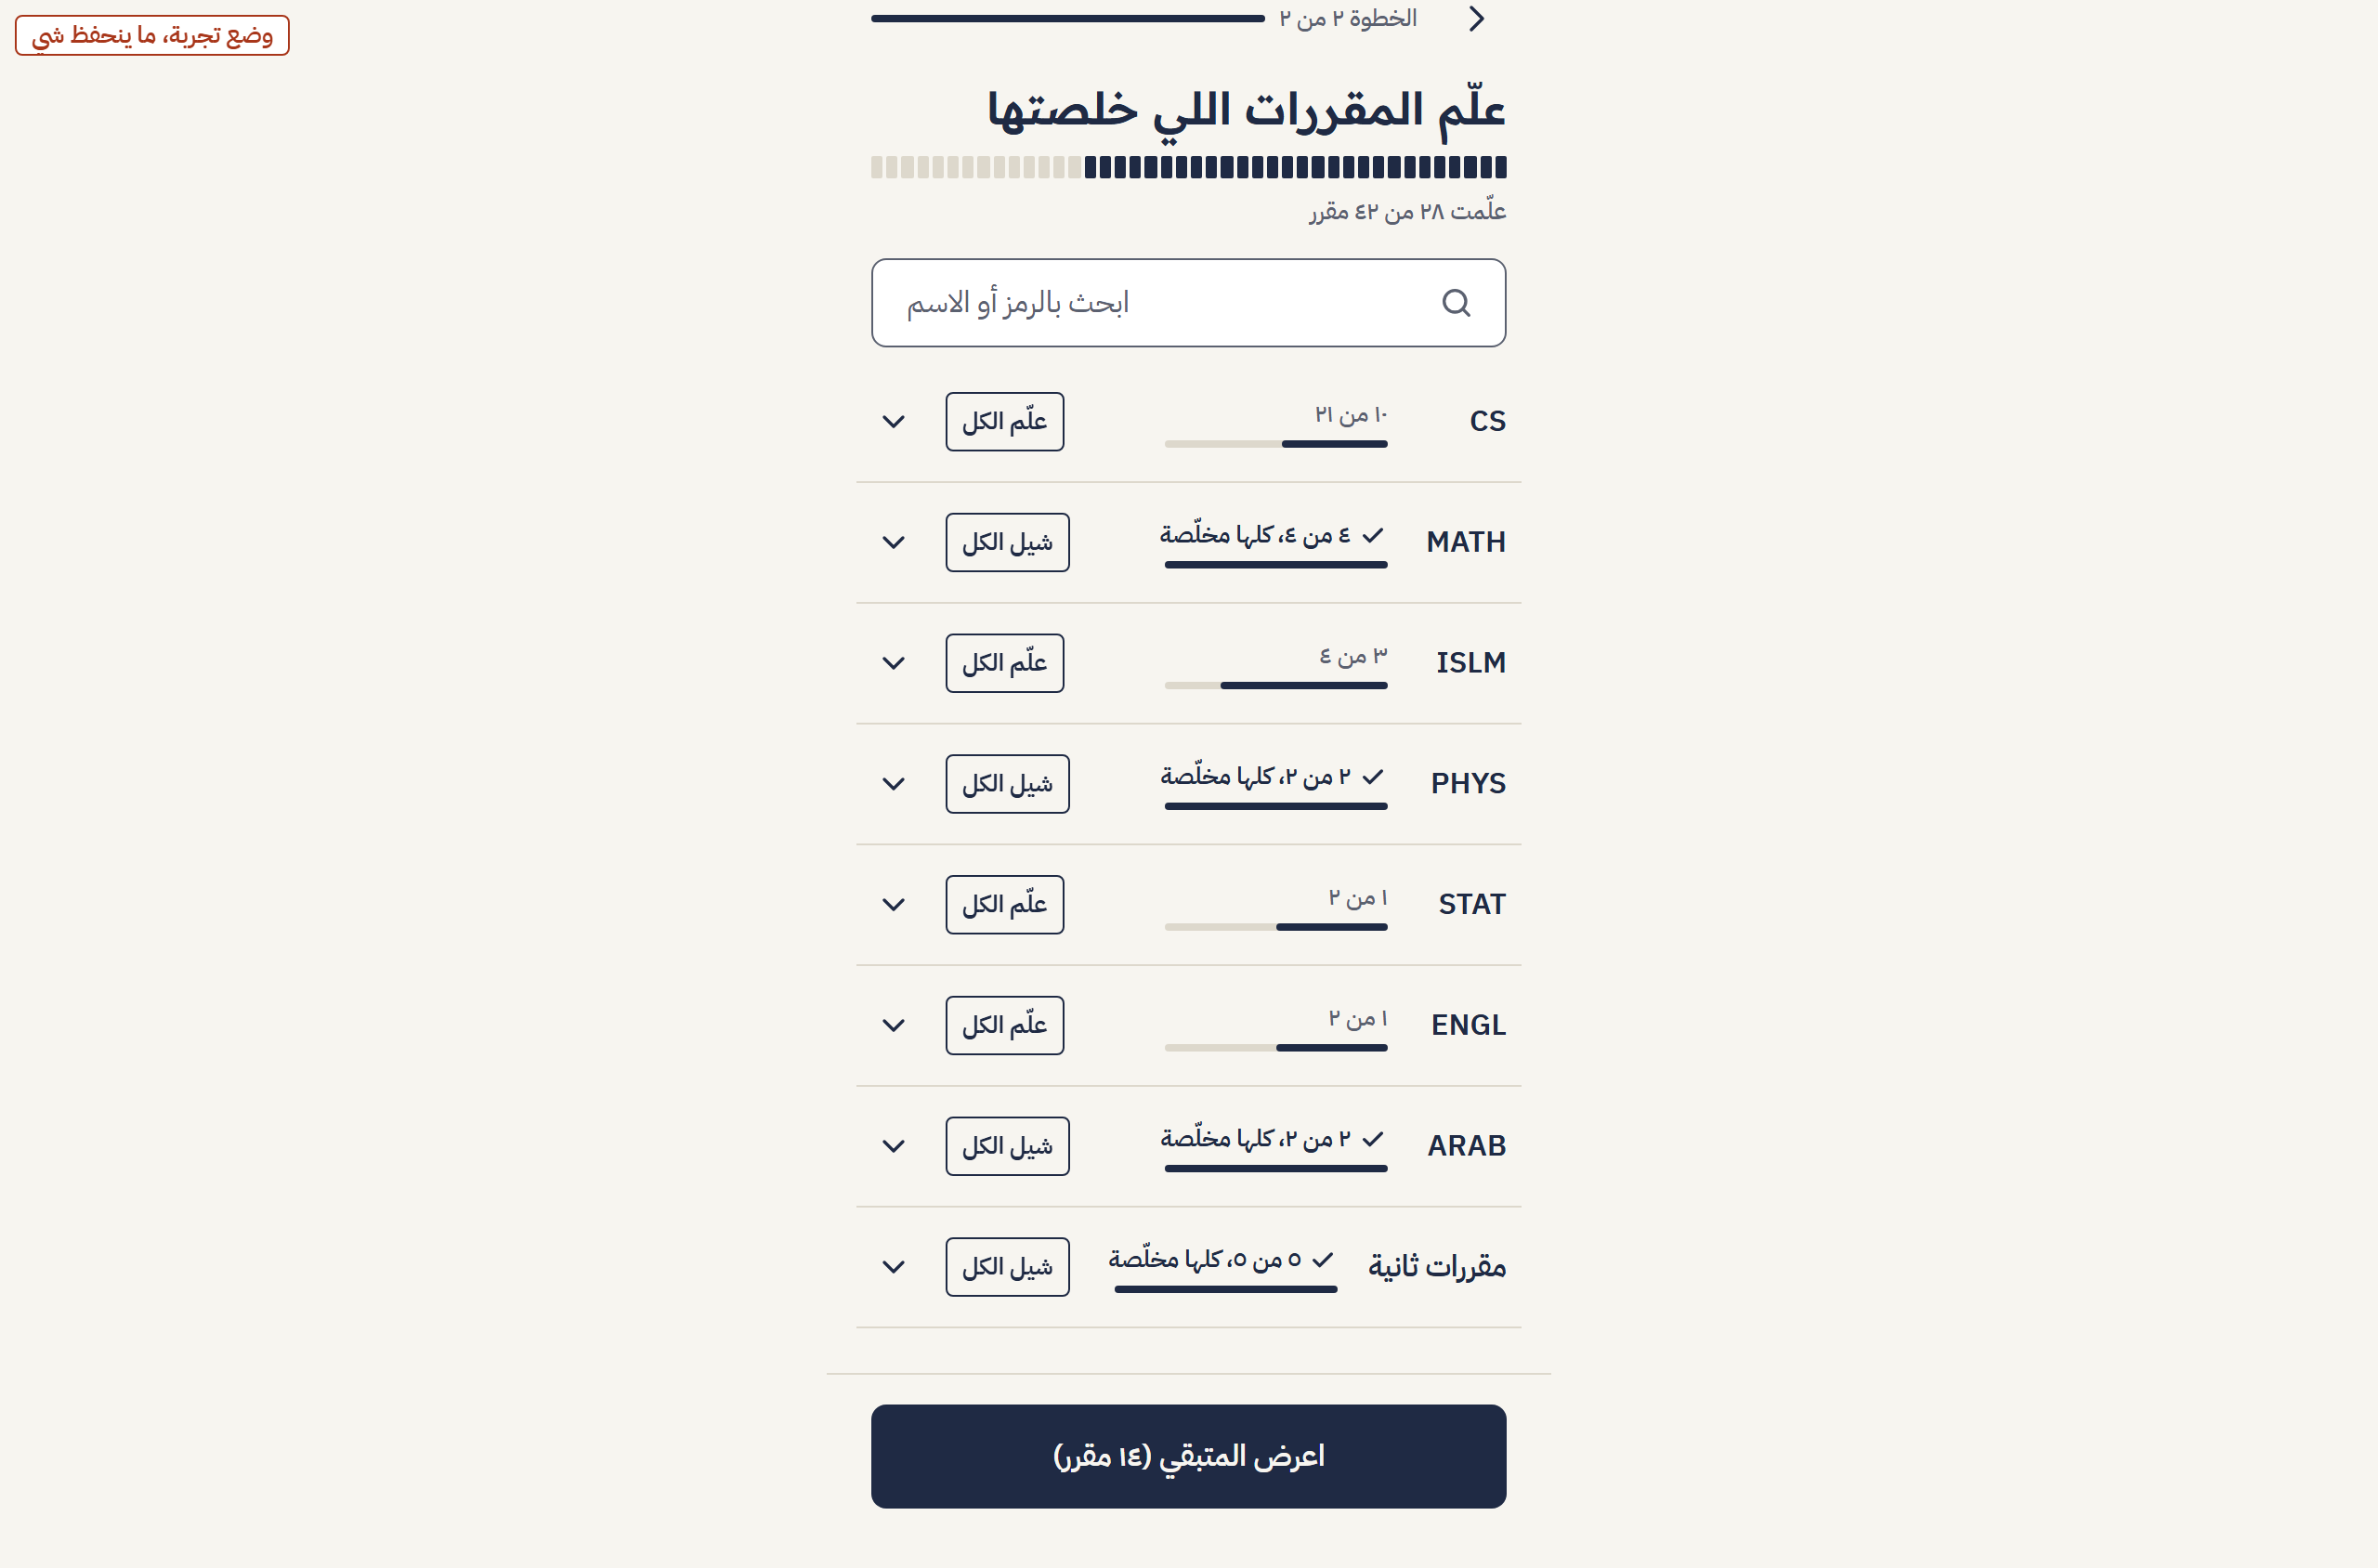 وضع تجربة، ما ينحفظ شي
الخطوة ٢ من ٢
علّم المقررات اللي خلصتها
علّمت ٢٨ من ٤٢ مقرر
ابحث بالرمز أو الاسم
CS ١٠ من ٢١ علّم الكل
MATH ٤ من ٤، كلها مخلّصة شيل الكل
ISLM ٣ من ٤ علّم الكل
PHYS ٢ من ٢، كلها مخلّصة شيل الكل
STAT ١ من ٢ علّم الكل
ENGL ١ من ٢ علّم الكل
ARAB ٢ من ٢، كلها مخلّصة شيل الكل
مقررات ثانية ٥ من ٥، كلها مخلّصة شيل الكل
اعرض المتبقي (١٤ مقرر)